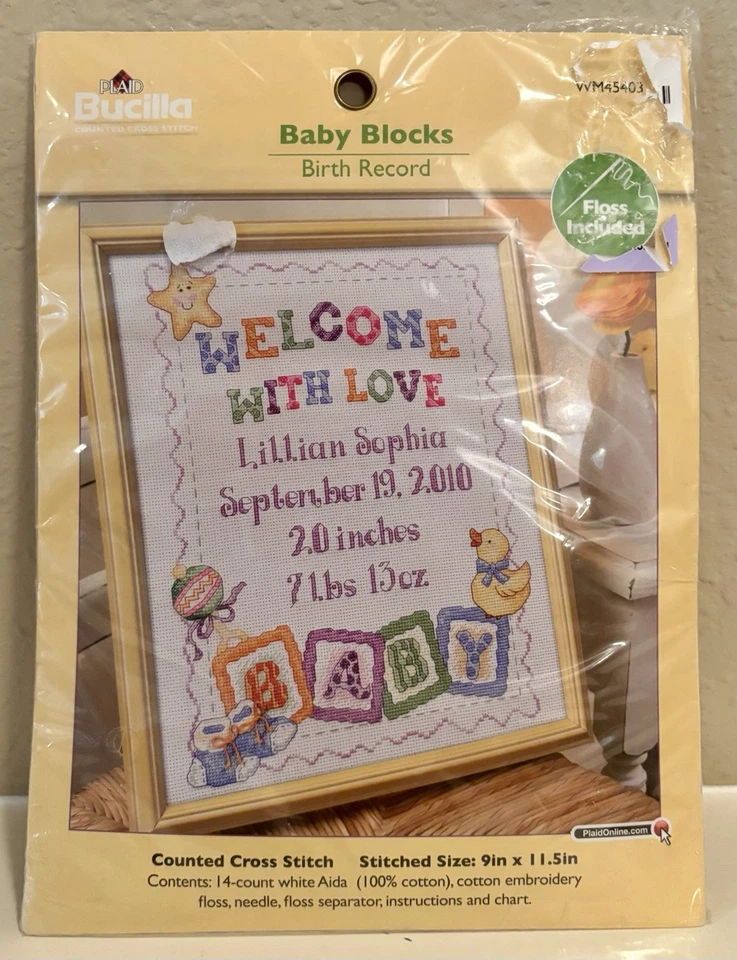 PLAID
Bucilla
COUNTED CROSS STITCH
WM45403
Baby Blocks
Birth Record
Floss
Included
WELCOME
WITH LOVE
Lillian Sophia
September 19, 2010
20 inches
7 lbs 13 oz.
BABY
PlaidOnline.com
Counted Cross Stitch Stitched Size: 9in x 11.5in
Contents: 14-count white Aida (100% cotton), cotton embroidery
floss, needle, floss separator, instructions and chart.